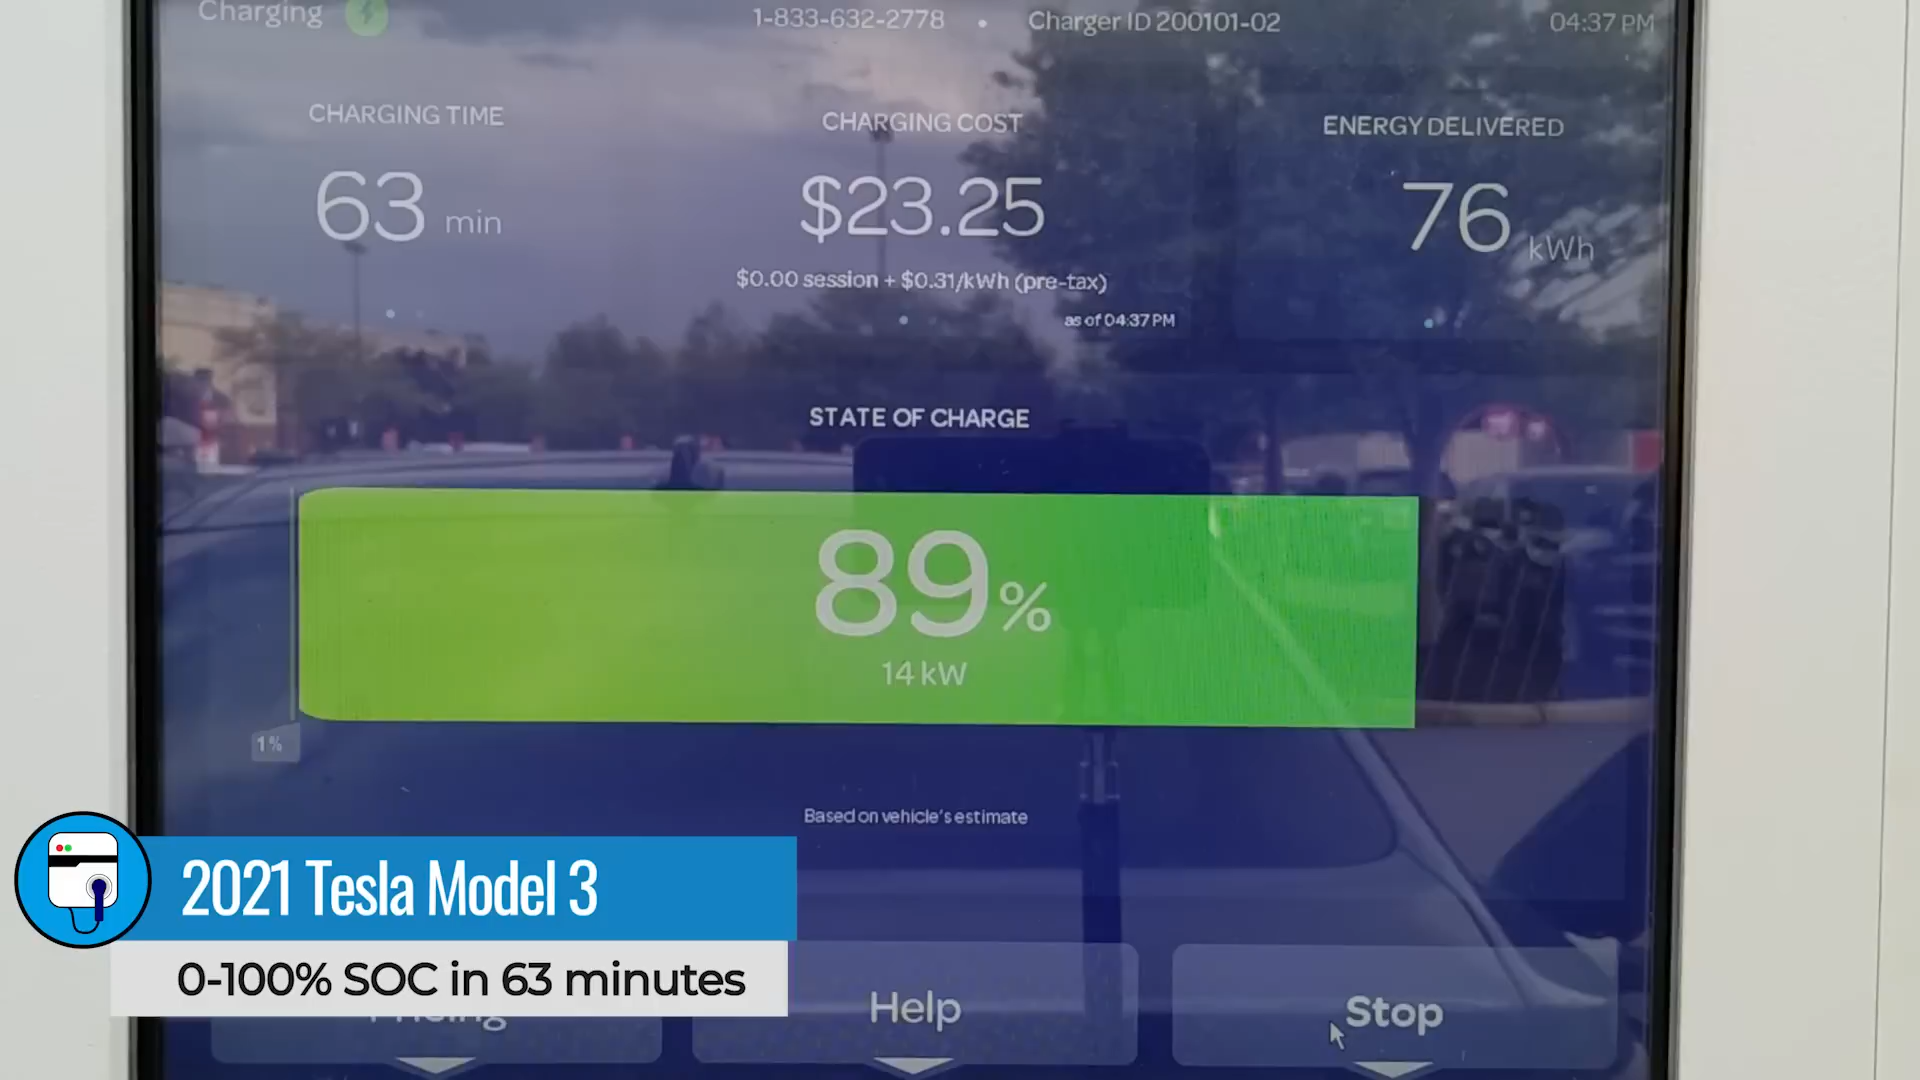 Charging
1-833-632-2778 • Charger ID 200101-02
04:37 PM
CHARGING TIME
63 min
CHARGING COST
$23.25
$0.00 session + $0.31/kWh (pre-tax)
as of 04:37 PM
ENERGY DELIVERED
76 kWh
STATE OF CHARGE
89%
14 kW
1%
Based on vehicle's estimate
2021 Tesla Model 3
0-100% SOC in 63 minutes
Pricing
Help
Stop